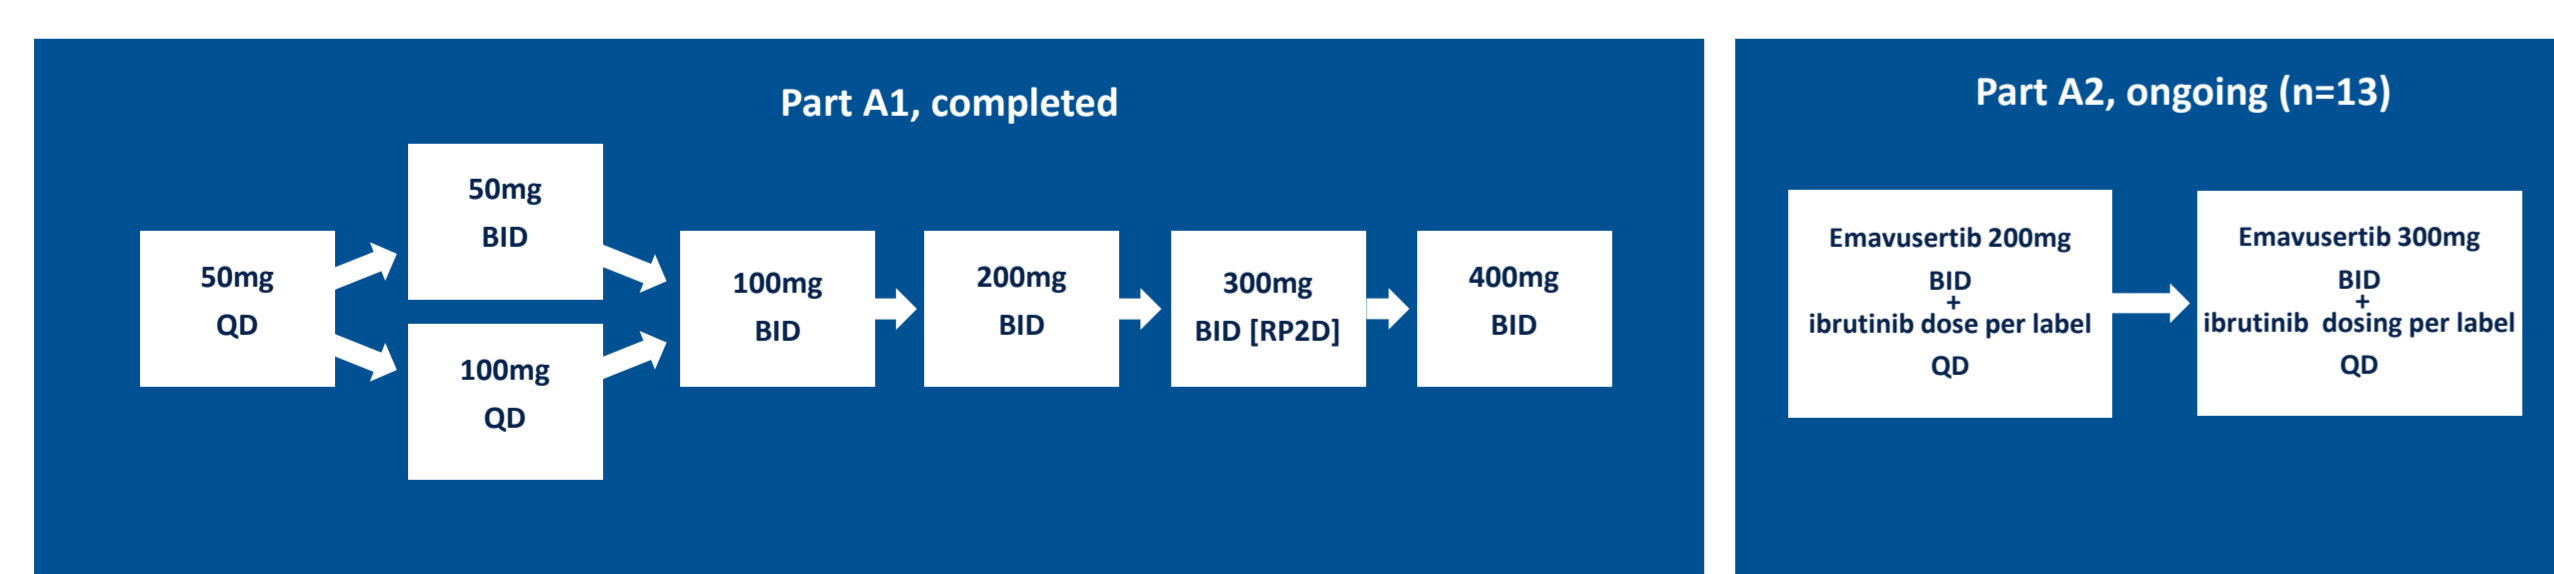 Part A1, completed
50mg
QD
50mg
BID
100mg
QD
100mg
BID
200mg
BID
300mg
BID [RP2D]
400mg
BID
Part A2, ongoing (n=13)
Emavusertib 200mg
BID
+
ibrutinib dose per label
QD
Emavusertib 300mg
BID
+
ibrutinib dosing per label
QD